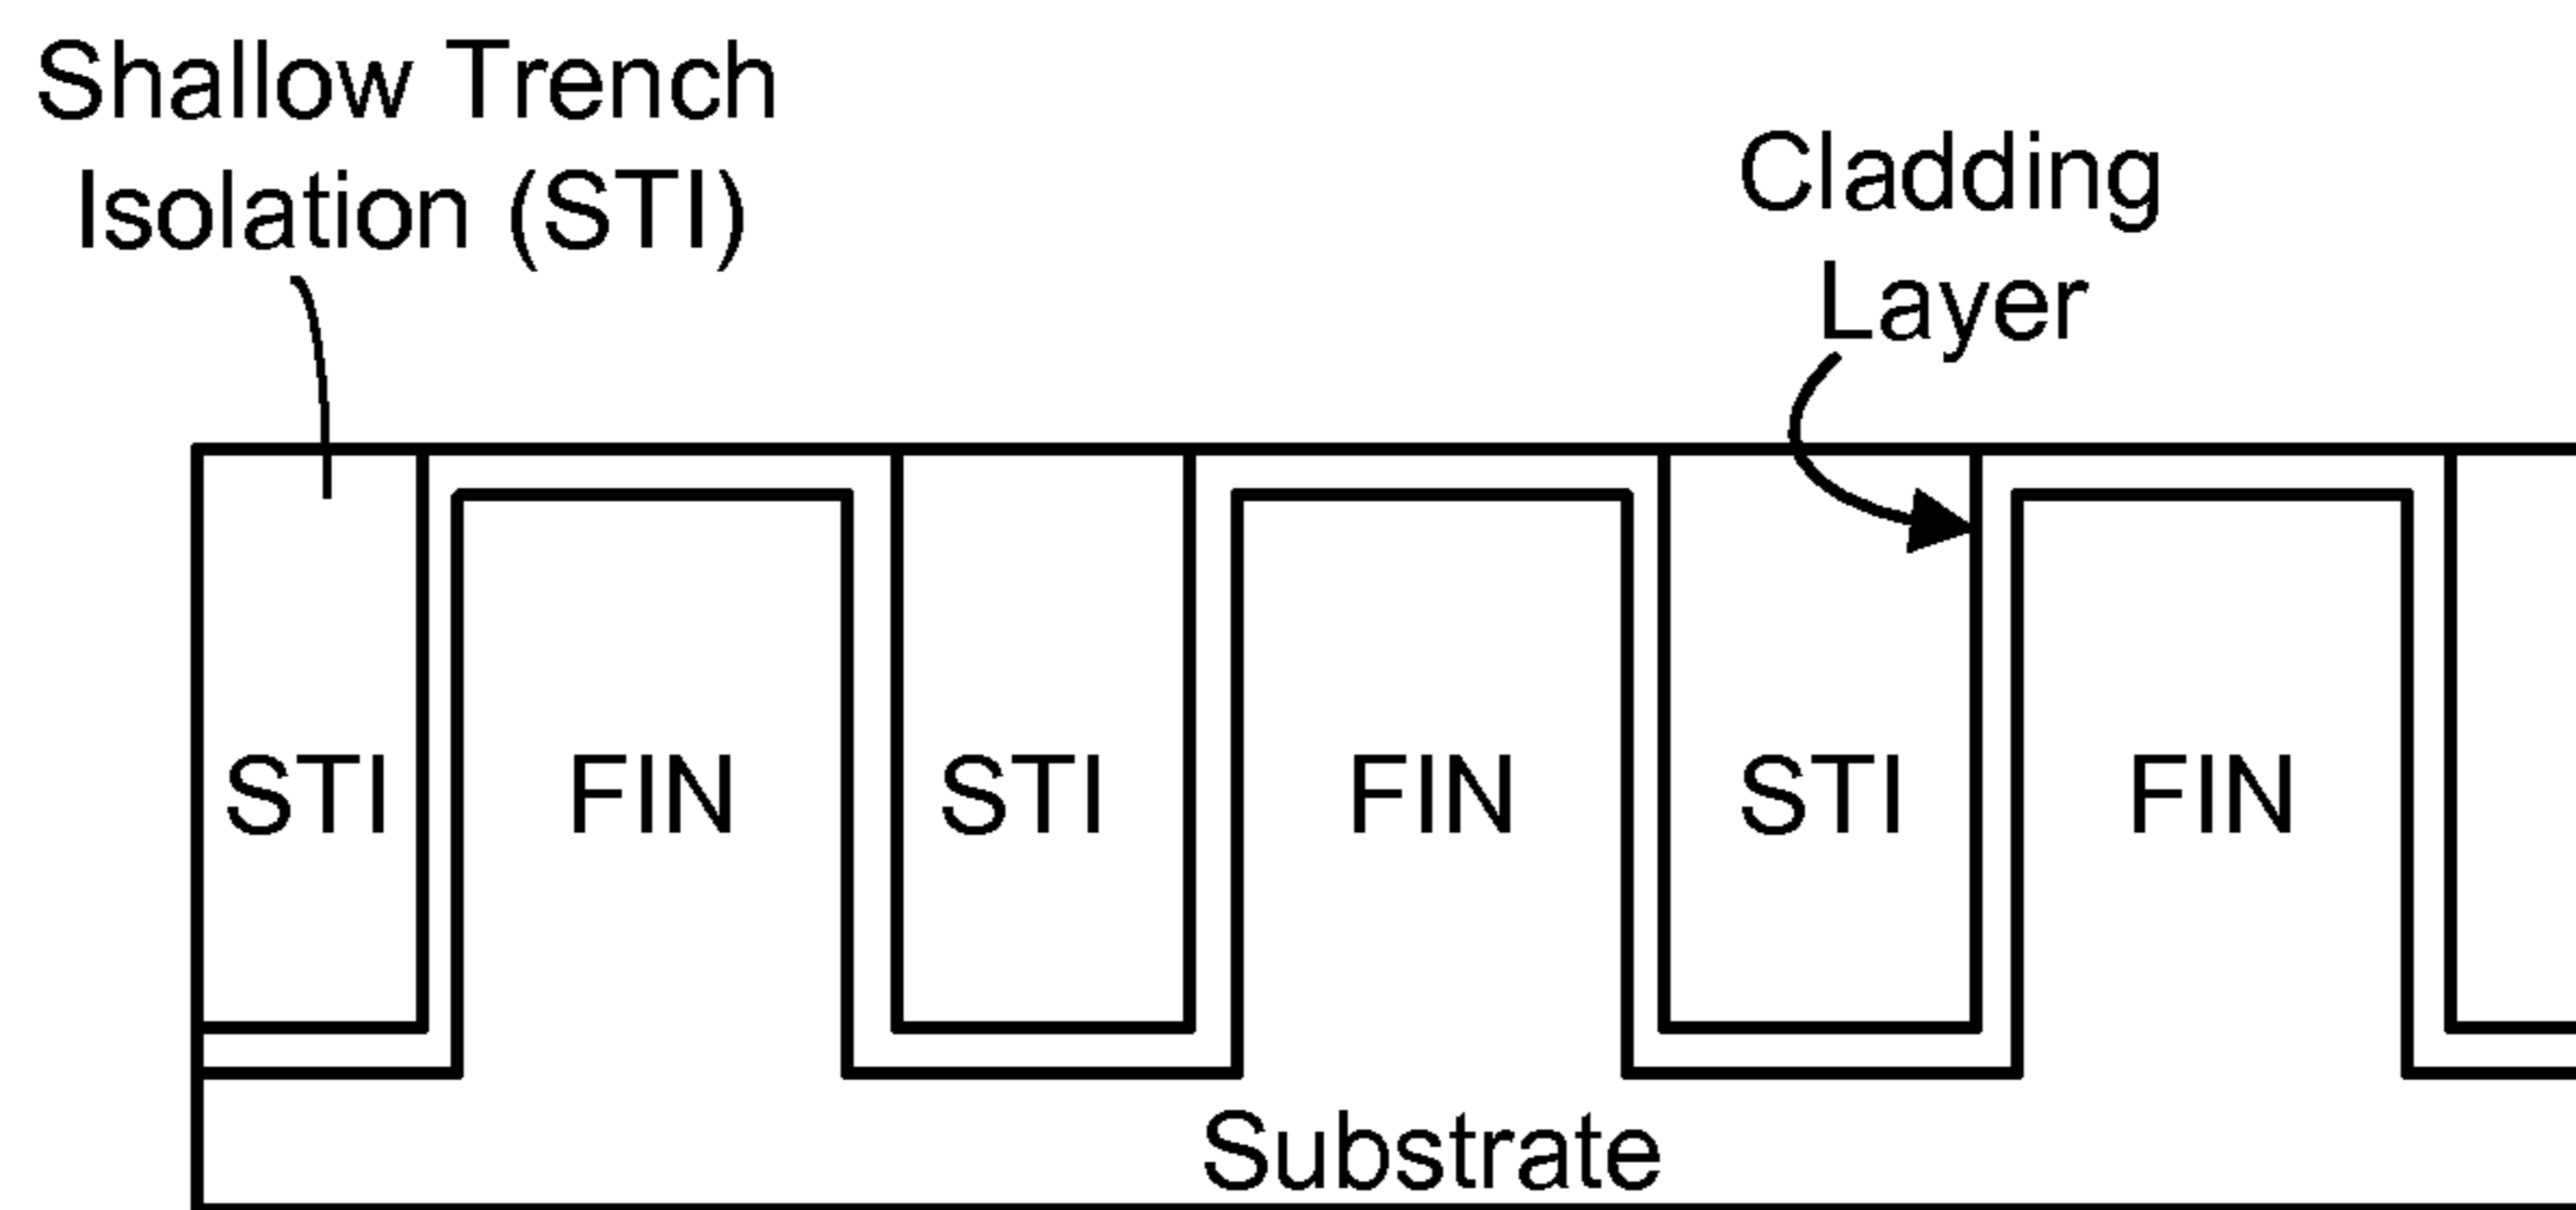 Shallow Trench
Isolation (STI)
Cladding
Layer
STI FIN STI FIN STI FIN
Substrate